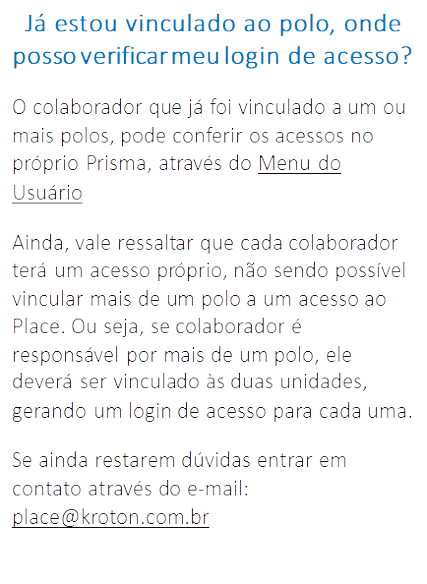 Já estou vinculado ao polo, onde
posso verificar meu login de acesso?
O colaborador que já foi vinculado a um ou
mais polos, pode conferir os acessos no
próprio Prisma, através do Menu do
Usuário
Ainda, vale ressaltar que cada colaborador
terá um acesso próprio, não sendo possível
vincular mais de um polo a um acesso ao
Place. Ou seja, se colaborador é
responsável por mais de um polo, ele
deverá ser vinculado às duas unidades,
gerando um login de acesso para cada uma.
Se ainda restarem dúvidas entrar em
contato através do e-mail:
place@kroton.com.br